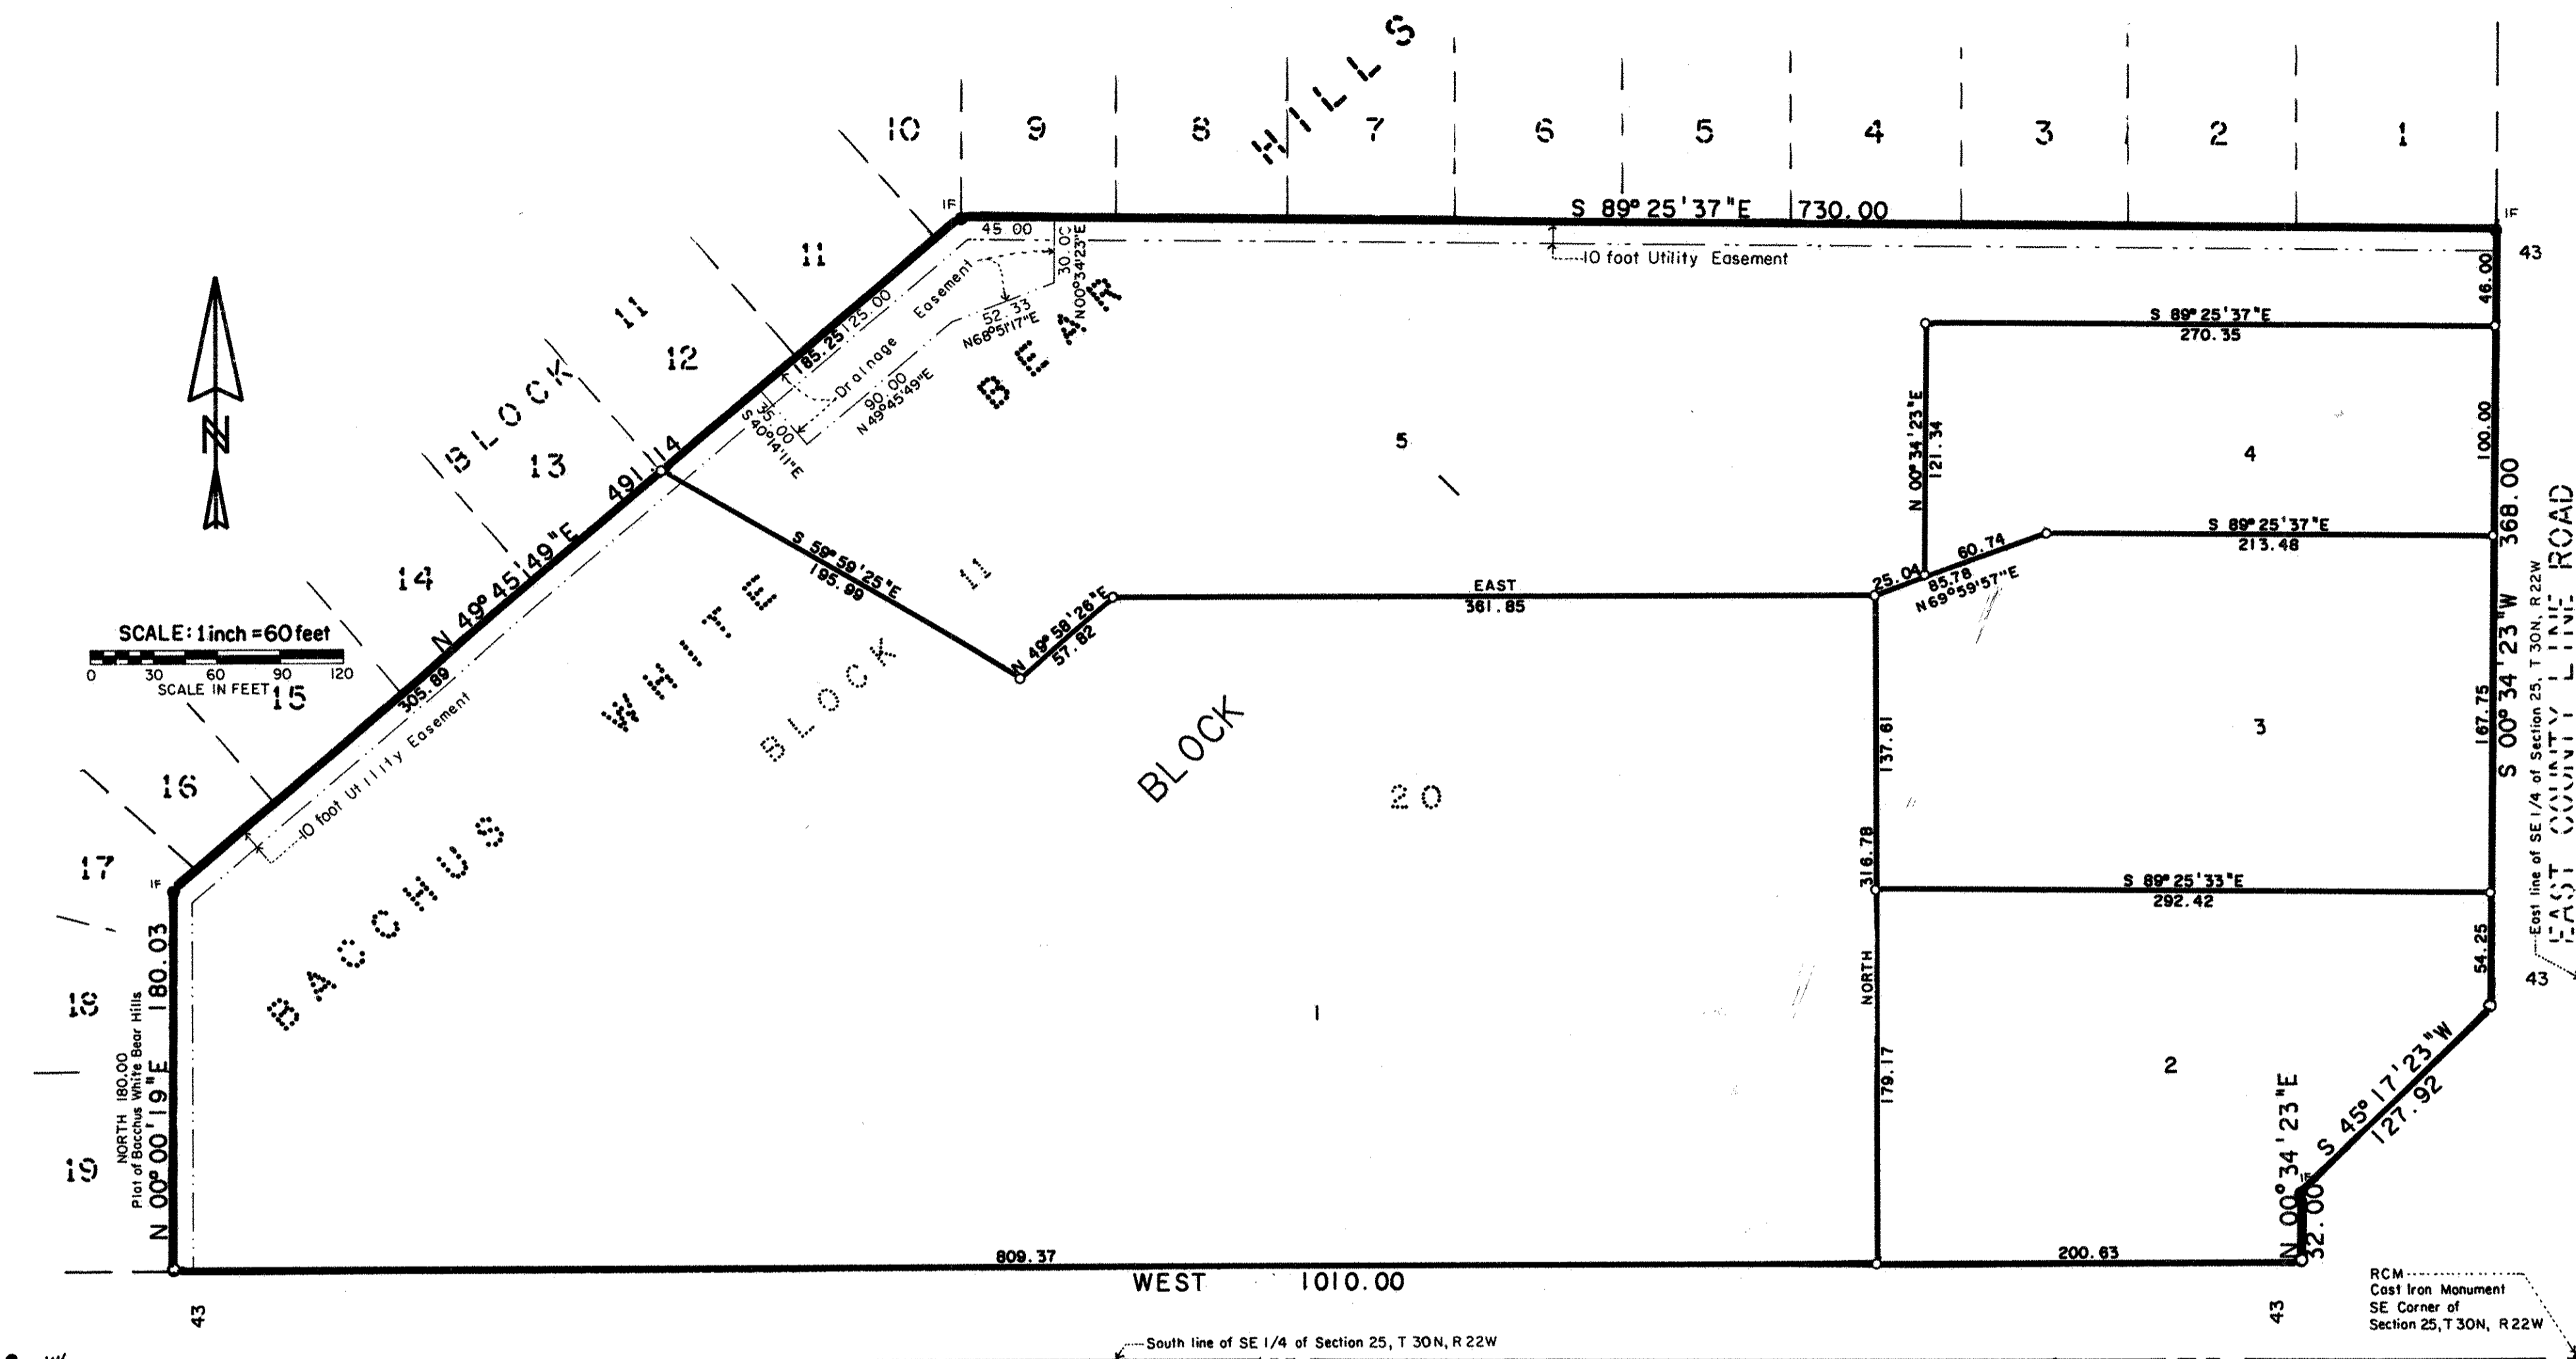 HILLS
10
9
8
7
6
5
4
3
2
1
IF
S 89° 25' 37" E 730.00
IF
43
45.00
30.00
N00°34'23"E
10 foot Utility Easement
46.00
11
BLOCK 11
12
13
14
15
16
17
18
19
N
185.25
125.00
Drainage Easement
52.33
N68°51'17"E
90.00
N49°45'49"E
35.00
S40°14'11"E
BACCHUS WHITE BEAR
S 89° 25' 37" E
270.35
N 00° 34' 23" E
121.34
100.00
4
5
N 49° 45' 49" E 491.14
S 89° 25' 37" E
213.48
60.74
25.04
85.78
N69°59'57"E
S 59° 59' 25" E
195.99
BLOCK 11
N 49° 58' 26" E
57.82
EAST
361.85
SCALE: 1 inch = 60 feet
0 30 60 90 120
SCALE IN FEET
305.89
10 foot Utility Easement
BLOCK
20
137.61
316.78
NORTH
179.17
3
167.75
S 00° 34' 23" W 368.00
East line of SE 1/4 of Section 25, T 30N, R 22W
EAST COUNTY LINE ROAD
S 89° 25' 33" E
292.42
54.25
43
IF
NORTH 180.00
Plat of Bacchus White Bear Hills
N 00° 00' 19" E 180.03
1
2
S 45° 17' 23" W
127.92
IF
N 00° 34' 23" E
32.00
809.37
200.63
WEST 1010.00
43
43
RCM
Cast Iron Monument
SE Corner of
Section 25, T 30N, R 22W
South line of SE 1/4 of Section 25, T 30N, R 22W